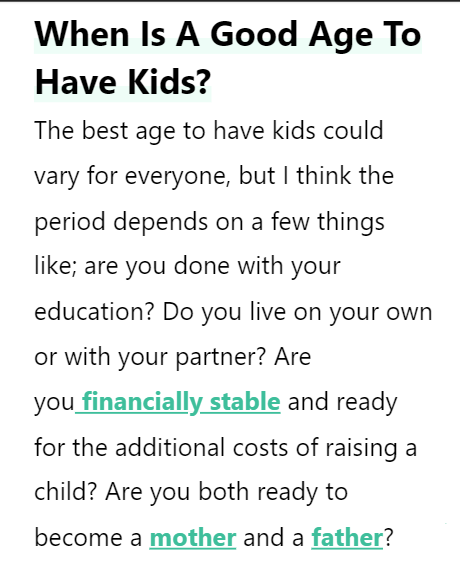 When Is A Good Age To
Have Kids?
The best age to have kids could
vary for everyone, but I think the
period depends on a few things
like; are you done with your
education? Do you live on your own
or with your partner? Are
you financially stable and ready
for the additional costs of raising a
child? Are you both ready to
become a mother and a father?